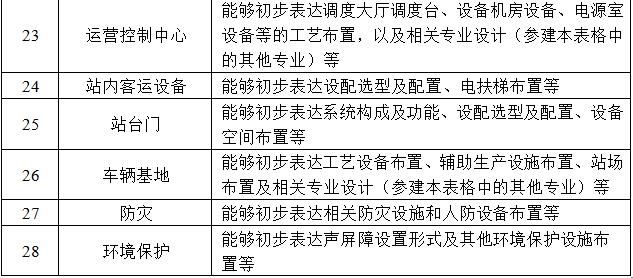 能够初步表达调度大厅调度台、设备机房设备、电源室
23 运营控制中心 设备等的工艺布置，以及相关专业设计（参建本表格中
的其他专业）等
24 站内客运设备 能够初步表达设配选型及配置、电扶梯布置等
25 站台门 能够初步表达系统构成及功能、设配选型及配置、设备
空间布置等
26 车辆基地 能够初步表达工艺设备布置、辅助生产设施布置、站场
布置及相关专业设计（参建本表格中的其他专业）等
27 防灾 能够初步表达相关防灾设施和人防设备布置等
28 环境保护 能够初步表达声屏障设置形式及其他环境保护设施布
置等